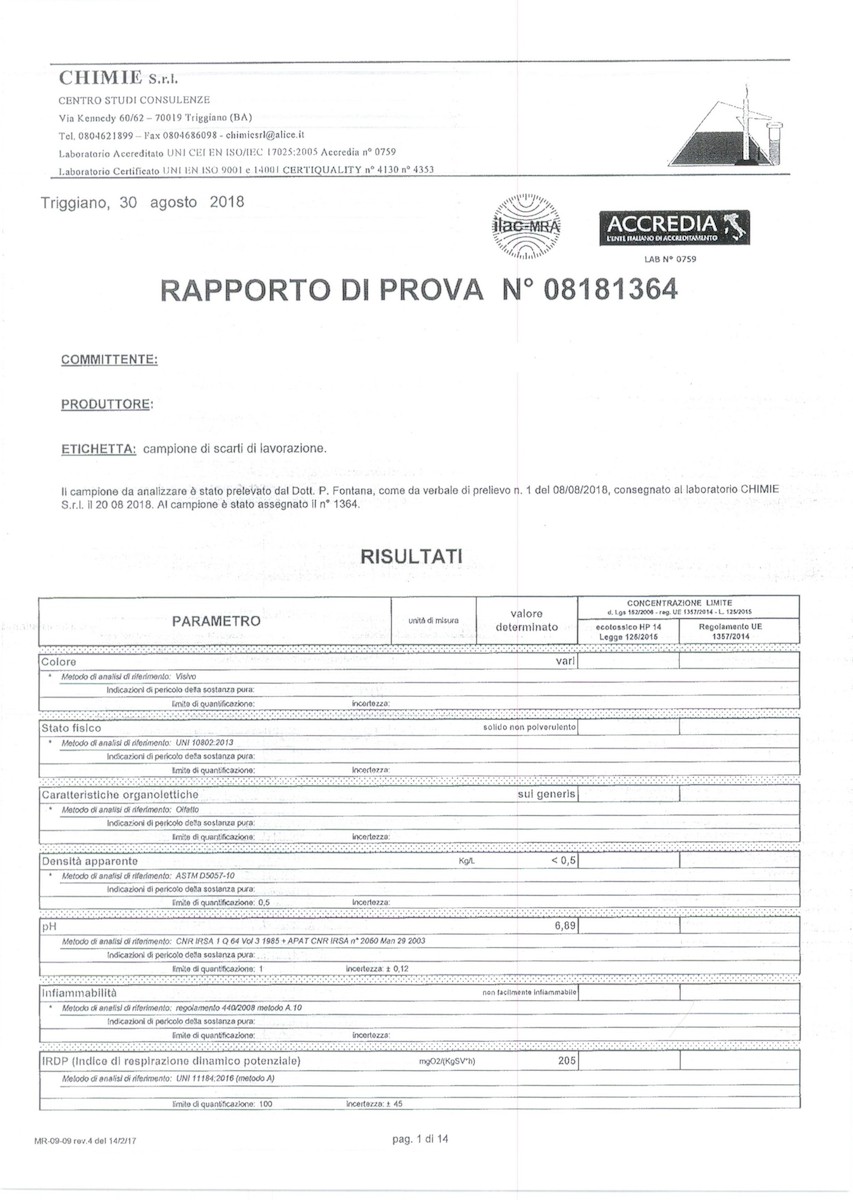 CHIMIE S.r.l.
CENTRO STUDI CONSULENZE
Via Kennedy 60/62 – 70019 Triggiano (BA)
Tel. 0804621899 – Fax 0804686098 - chimiesrl@alice.it
Laboratorio Accreditato UNI CEI EN ISO/IEC 17025:2005 Accredia n° 0759
Laboratorio Certificato UNI EN ISO 9001 e 14001 CERTIQUALITY n° 4130 n° 4353
Triggiano, 30 agosto 2018
ilac-MRA
ACCREDIA
L'ENTE ITALIANO DI ACCREDITAMENTO
LAB N° 0759
RAPPORTO DI PROVA N° 08181364
COMMITTENTE:
PRODUTTORE:
ETICHETTA: campione di scarti di lavorazione.
Il campione da analizzare è stato prelevato dal Dott. P. Fontana, come da verbale di prelievo n. 1 del 08/08/2018, consegnato al laboratorio CHIMIE
S.r.l. il 20 08 2018. Al campione è stato assegnato il n° 1364.
RISULTATI
PARAMETRO unità di misura valore determinato CONCENTRAZIONE LIMITE
d. Lgs 152/2006 - reg. UE 1357/2014 - L. 125/2015
ecotossico HP 14 Legge 125/2015 Regolamento UE 1357/2014
Colore vari
* Metodo di analisi di riferimento: Visivo
Indicazioni di pericolo della sostanza pura:
limite di quantificazione: incertezza:
Stato fisico solido non polverulento
* Metodo di analisi di riferimento: UNI 10802:2013
Indicazioni di pericolo della sostanza pura:
limite di quantificazione: incertezza:
Caratteristiche organolettiche sui generis
* Metodo di analisi di riferimento: Olfatto
Indicazioni di pericolo della sostanza pura:
limite di quantificazione: incertezza:
Densità apparente Kg/L < 0,5
* Metodo di analisi di riferimento: ASTM D5057-10
Indicazioni di pericolo della sostanza pura:
limite di quantificazione: 0,5 incertezza:
pH 6,89
Metodo di analisi di riferimento: CNR IRSA 1 Q 64 Vol 3 1985 + APAT CNR IRSA n° 2060 Man 29 2003
Indicazioni di pericolo della sostanza pura:
limite di quantificazione: 1 incertezza: ± 0,12
Infiammabilità non facilmente infiammabile
* Metodo di analisi di riferimento: regolamento 440/2008 metodo A.10
Indicazioni di pericolo della sostanza pura:
limite di quantificazione: incertezza:
IRDP (Indice di respirazione dinamico potenziale) mgO2/(KgSV*h) 205
Metodo di analisi di riferimento: UNI 11184:2016 (metodo A)
limite di quantificazione: 100 incertezza: ± 45
MR-09-09 rev.4 del 14/2/17
pag. 1 di 14